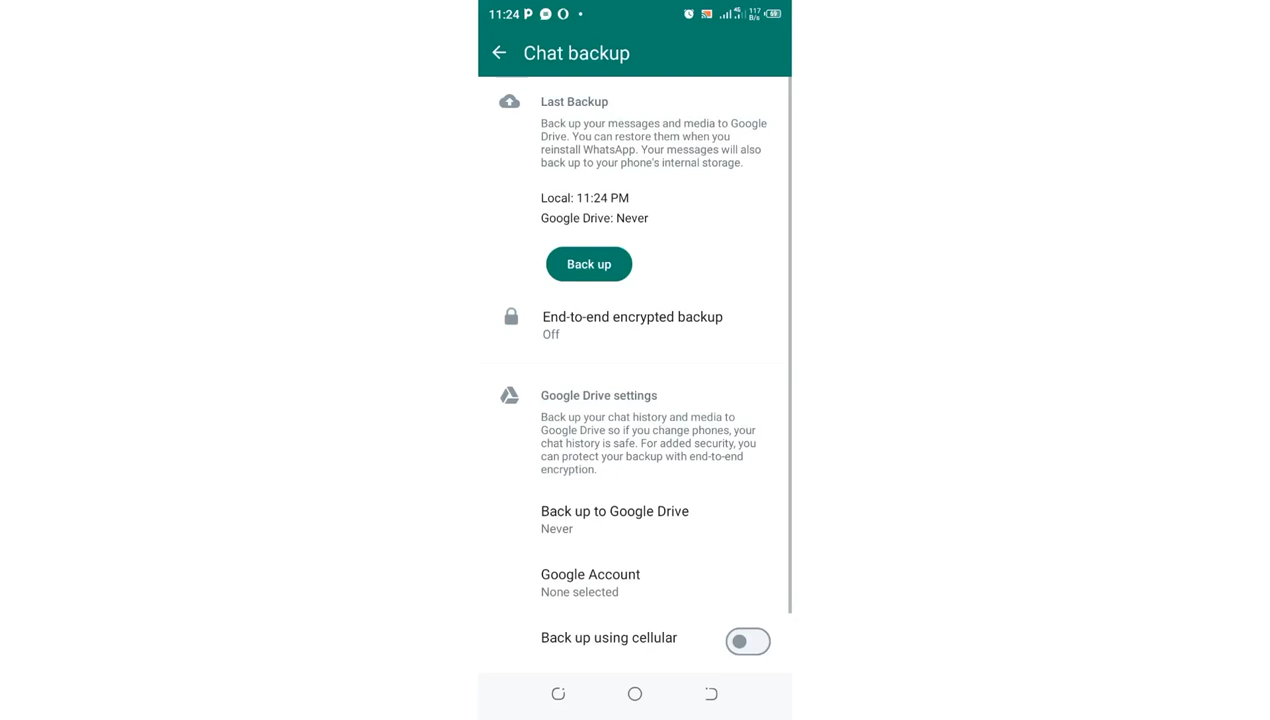 11:24 4G 117 B/s 69
Chat backup
Last Backup
Back up your messages and media to Google
Drive. You can restore them when you
reinstall WhatsApp. Your messages will also
back up to your phone's internal storage.
Local: 11:24 PM
Google Drive: Never
Back up
End-to-end encrypted backup
Off
Google Drive settings
Back up your chat history and media to
Google Drive so if you change phones, your
chat history is safe. For added security, you
can protect your backup with end-to-end
encryption.
Back up to Google Drive
Never
Google Account
None selected
Back up using cellular